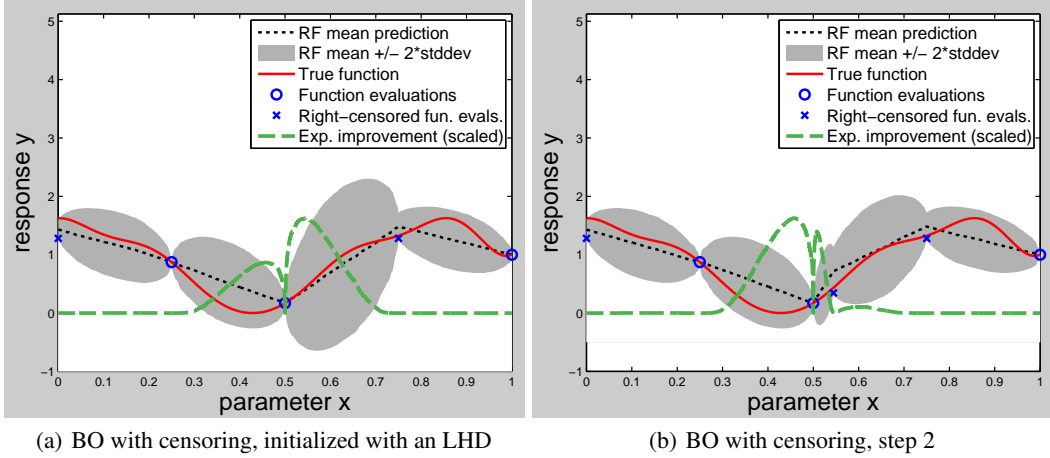 5
4
3
2
1
0
−1
response y
RF mean prediction
RF mean +/− 2*stddev
True function
Function evaluations
Right−censored fun. evals.
Exp. improvement (scaled)
0 0.1 0.2 0.3 0.4 0.5 0.6 0.7 0.8 0.9 1
parameter x
(a) BO with censoring, initialized with an LHD
5
4
3
2
1
0
−1
response y
RF mean prediction
RF mean +/− 2*stddev
True function
Function evaluations
Right−censored fun. evals.
Exp. improvement (scaled)
0 0.1 0.2 0.3 0.4 0.5 0.6 0.7 0.8 0.9 1
parameter x
(b) BO with censoring, step 2